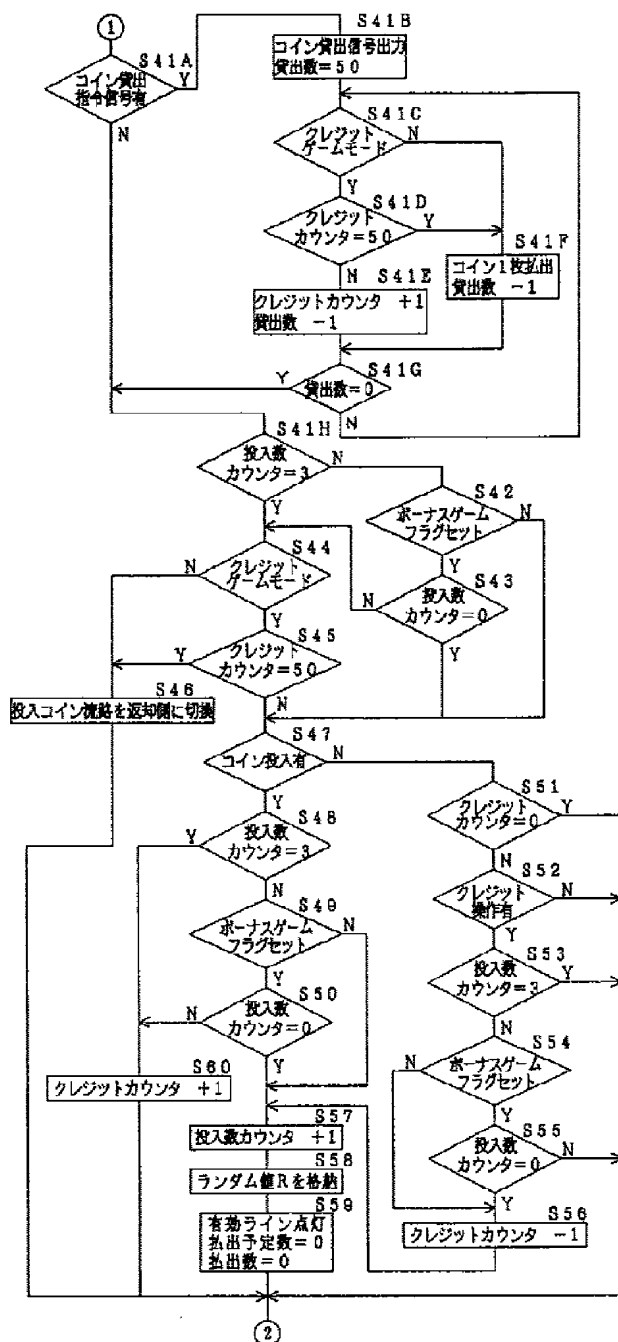 1
S41A
コイン貸出
指令信号有
Y
N
S41B
コイン貸出信号出力
貸出数=50
S41C
クレジット
ゲームモード
N
Y
S41D
クレジット
カウンタ=50
Y
N
S41E
クレジットカウンタ +1
貸出数 -1
S41F
コイン1枚払出
貸出数 -1
S41G
貸出数=0
Y
N
S41H
投入数
カウンタ=3
N
Y
S42
ボーナスゲーム
フラグセット
N
Y
S43
投入数
カウンタ=0
N
Y
S44
クレジット
ゲームモード
N
Y
S45
クレジット
カウンタ=50
Y
N
S46
投入コイン流路を返却側に切換
S47
コイン投入有
N
Y
S48
投入数
カウンタ=3
Y
N
S49
ボーナスゲーム
フラグセット
N
Y
S50
投入数
カウンタ=0
N
Y
S51
クレジット
カウンタ=0
Y
N
S52
クレジット
操作有
N
Y
S53
投入数
カウンタ=3
Y
N
S54
ボーナスゲーム
フラグセット
N
Y
S55
投入数
カウンタ=0
N
Y
S56
クレジットカウンタ -1
S60
クレジットカウンタ +1
S57
投入数カウンタ +1
S58
ランダム値Rを格納
S59
有効ライン点灯
払出予定数=0
払出数=0
2